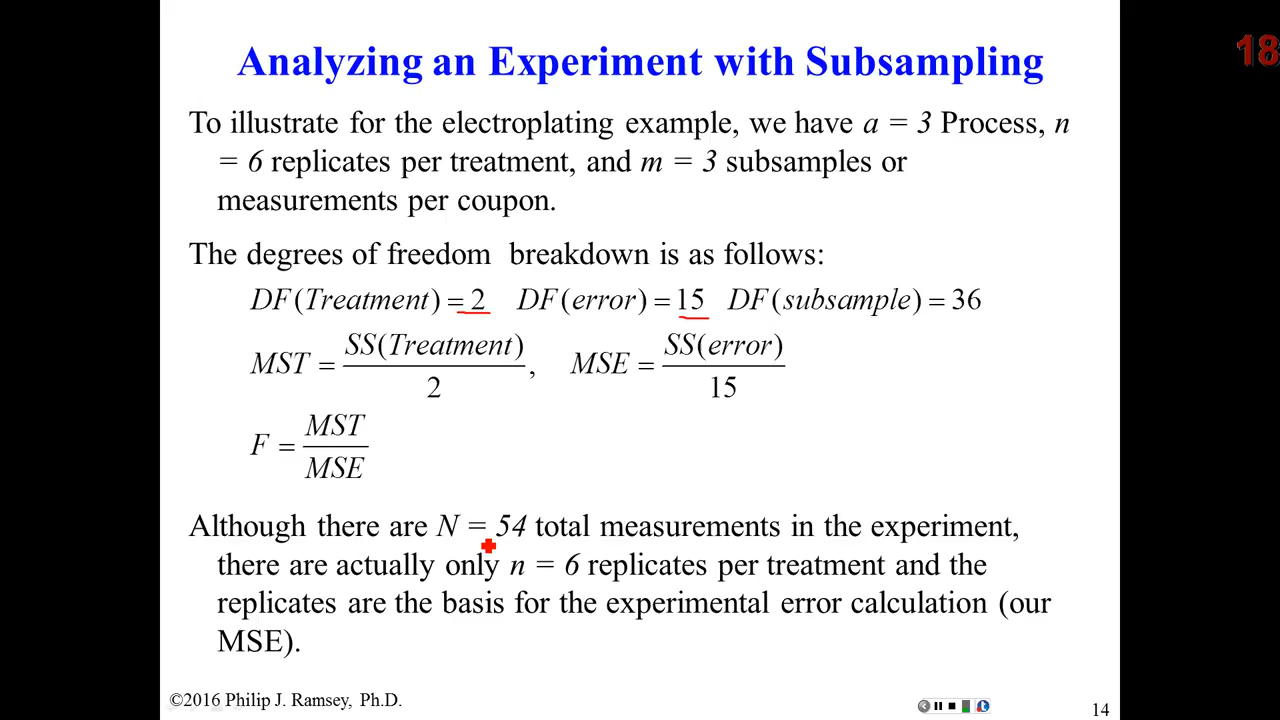 Analyzing an Experiment with Subsampling
18
To illustrate for the electroplating example, we have a = 3 Process, n
= 6 replicates per treatment, and m = 3 subsamples or
measurements per coupon.
The degrees of freedom breakdown is as follows:
DF(Treatment) = 2 DF(error) = 15 DF(subsample) = 36
MST = SS(Treatment) / 2 , MSE = SS(error) / 15
F = MST / MSE
Although there are N = 54 total measurements in the experiment,
there are actually only n = 6 replicates per treatment and the
replicates are the basis for the experimental error calculation (our
MSE).
©2016 Philip J. Ramsey, Ph.D.
14